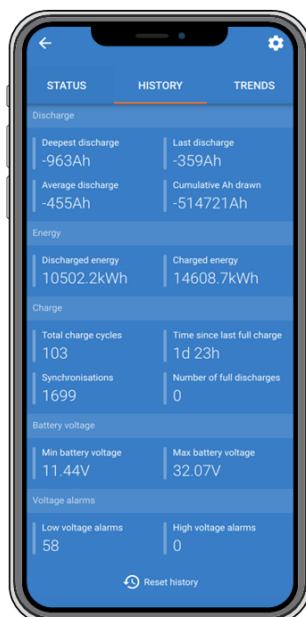 STATUS HISTORY TRENDS
Discharge
Deepest discharge Last discharge
-963Ah -359Ah
Average discharge Cumulative Ah drawn
-455Ah -514721Ah
Energy
Discharged energy Charged energy
10502.2kWh 14608.7kWh
Charge
Total charge cycles Time since last full charge
103 1d 23h
Synchronisations Number of full discharges
1699 0
Battery voltage
Min battery voltage Max battery voltage
11.44V 32.07V
Voltage alarms
Low voltage alarms High voltage alarms
58 0
Reset history